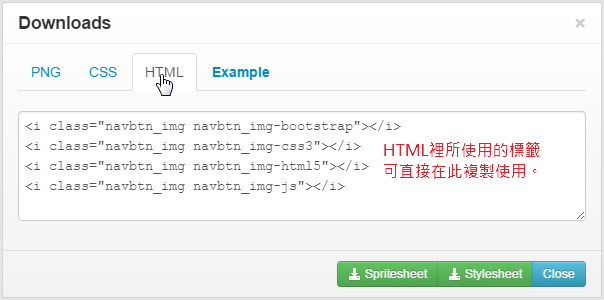 Downloads ×
PNG CSS HTML Example
<i class="navbtn_img navbtn_img-bootstrap"></i>
<i class="navbtn_img navbtn_img-css3"></i>
<i class="navbtn_img navbtn_img-html5"></i>
<i class="navbtn_img navbtn_img-js"></i>
HTML裡所使用的標籤
可直接在此複製使用。
Spritesheet Stylesheet Close